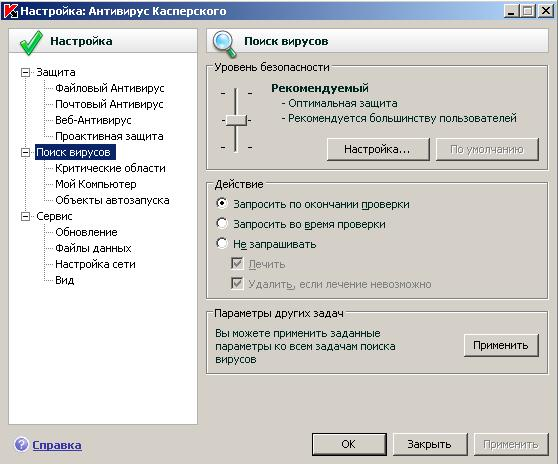 Настройка: Антивирус Касперского
Настройка
Защита
Файловый Антивирус
Почтовый Антивирус
Веб-Антивирус
Проактивная защита
Поиск вирусов
Критические области
Мой Компьютер
Объекты автозапуска
Сервис
Обновление
Файлы данных
Настройка сети
Вид
Поиск вирусов
Уровень безопасности
Рекомендуемый
- Оптимальная защита
- Рекомендуется большинству пользователей
Настройка...
По умолчанию
Действие
Запросить по окончании проверки
Запросить во время проверки
Не запрашивать
Лечить
Удалить, если лечение невозможно
Параметры других задач
Вы можете применить заданные
параметры ко всем задачам поиска
вирусов
Применить
Справка
ОК
Закрыть
Применить